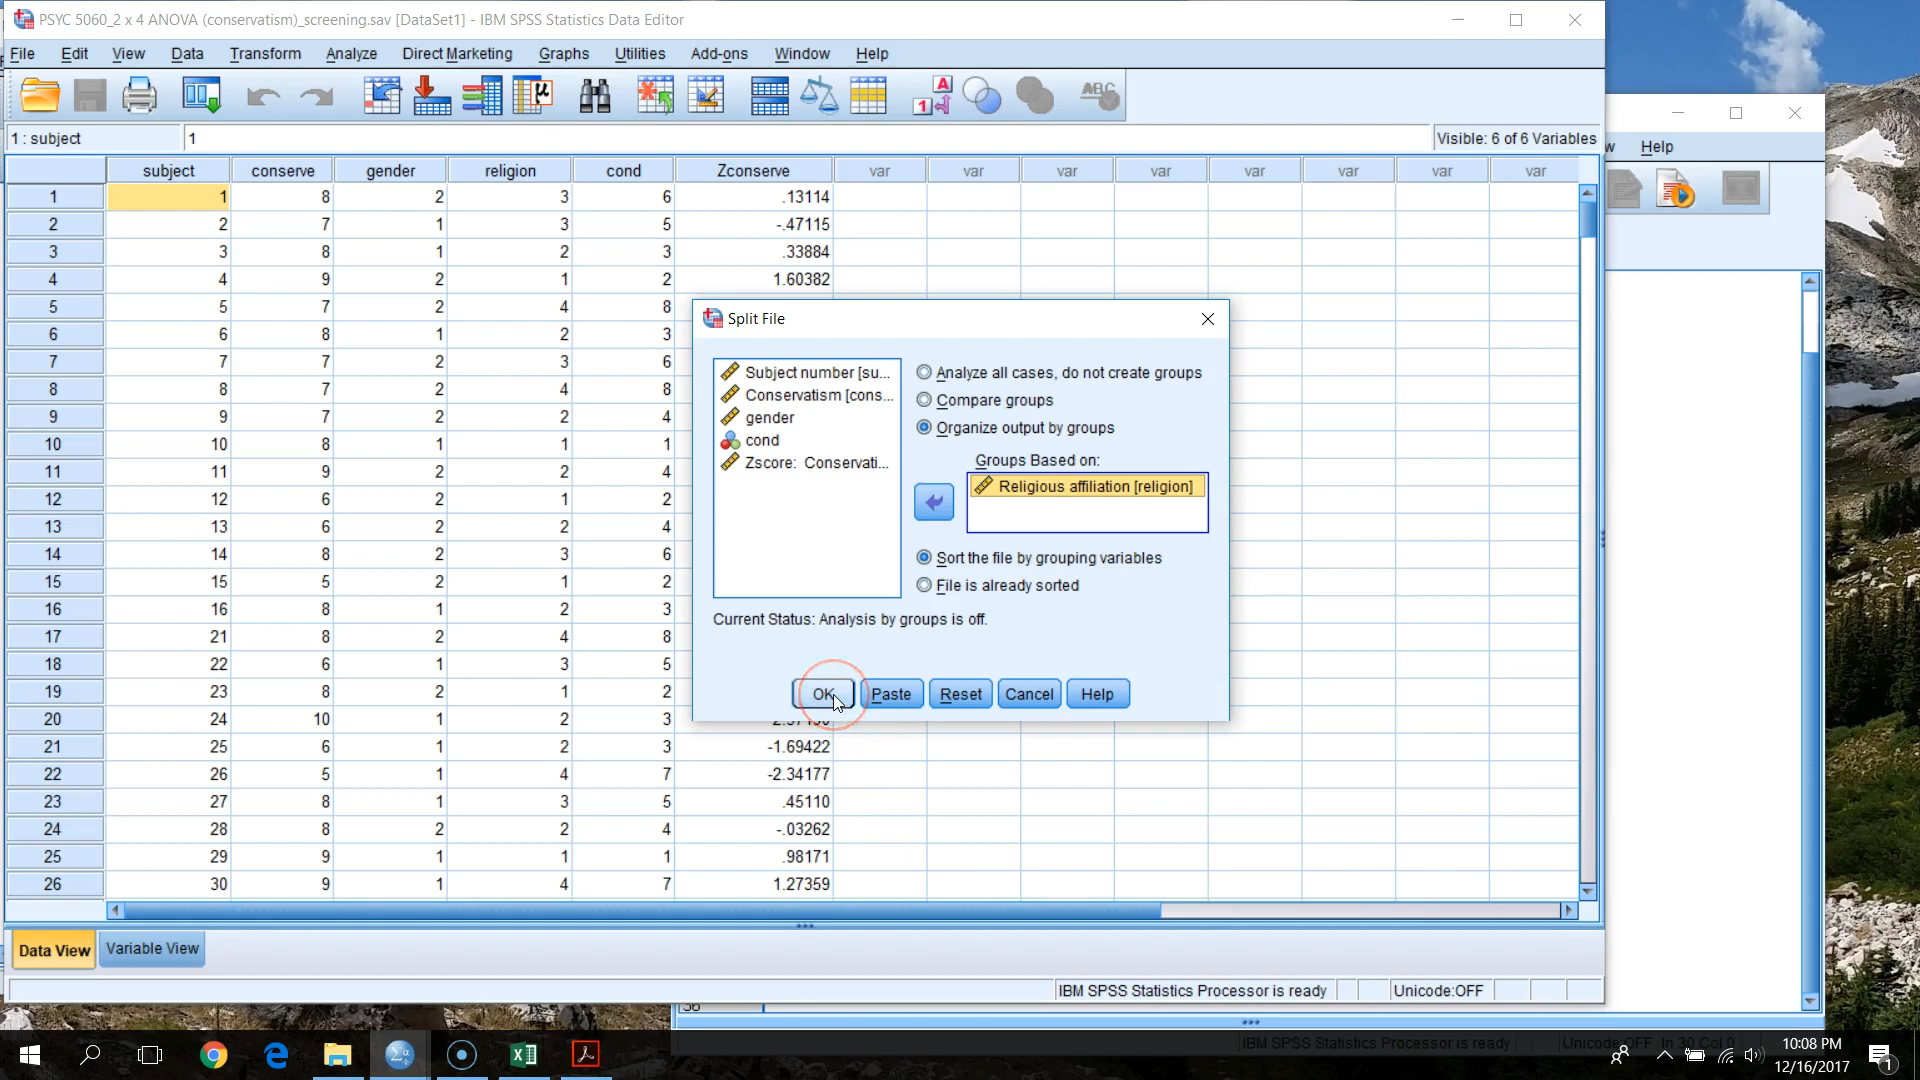 PSYC 5060_2 x 4 ANOVA (conservatism)_screening.sav [DataSet1] - IBM SPSS Statistics Data Editor
File Edit View Data Transform Analyze Direct Marketing Graphs Utilities Add-ons Window Help
1 : subject 1 Visible: 6 of 6 Variables
w Help
subject conserve gender religion cond Zconserve var var var var var var var var
1 1 8 2 3 6 .13114
2 2 7 1 3 5 -.47115
3 3 8 1 2 3 .33884
4 4 9 2 1 2 1.60382
5 5 7 2 4 8
6 6 8 1 2 3
7 7 7 2 3 6
8 8 7 2 4 8
9 9 7 2 2 4
10 10 8 1 1 1
11 11 9 2 2 4
12 12 6 2 1 2
13 13 6 2 2 4
14 14 8 2 3 6
15 15 5 2 1 2
16 16 8 1 2 3
17 21 8 2 4 8
18 22 6 1 3 5
19 23 8 2 1 2
20 24 10 1 2 3
21 25 6 1 2 3 -1.69422
22 26 5 1 4 7 -2.34177
23 27 8 1 3 5 .45110
24 28 8 2 2 4 -.03262
25 29 9 1 1 1 .98171
26 30 9 1 4 7 1.27359
Split File
Subject number [su...
Conservatism [cons...
gender
cond
Zscore: Conservati...
Analyze all cases, do not create groups
Compare groups
Organize output by groups
Groups Based on:
Religious affiliation [religion]
Sort the file by grouping variables
File is already sorted
Current Status: Analysis by groups is off.
OK Paste Reset Cancel Help
Data View Variable View
IBM SPSS Statistics Processor is ready Unicode:OFF
IBM SPSS Statistics Processor is ready Unicode:OFF In 30 Col 0
10:08 PM
12/16/2017
1